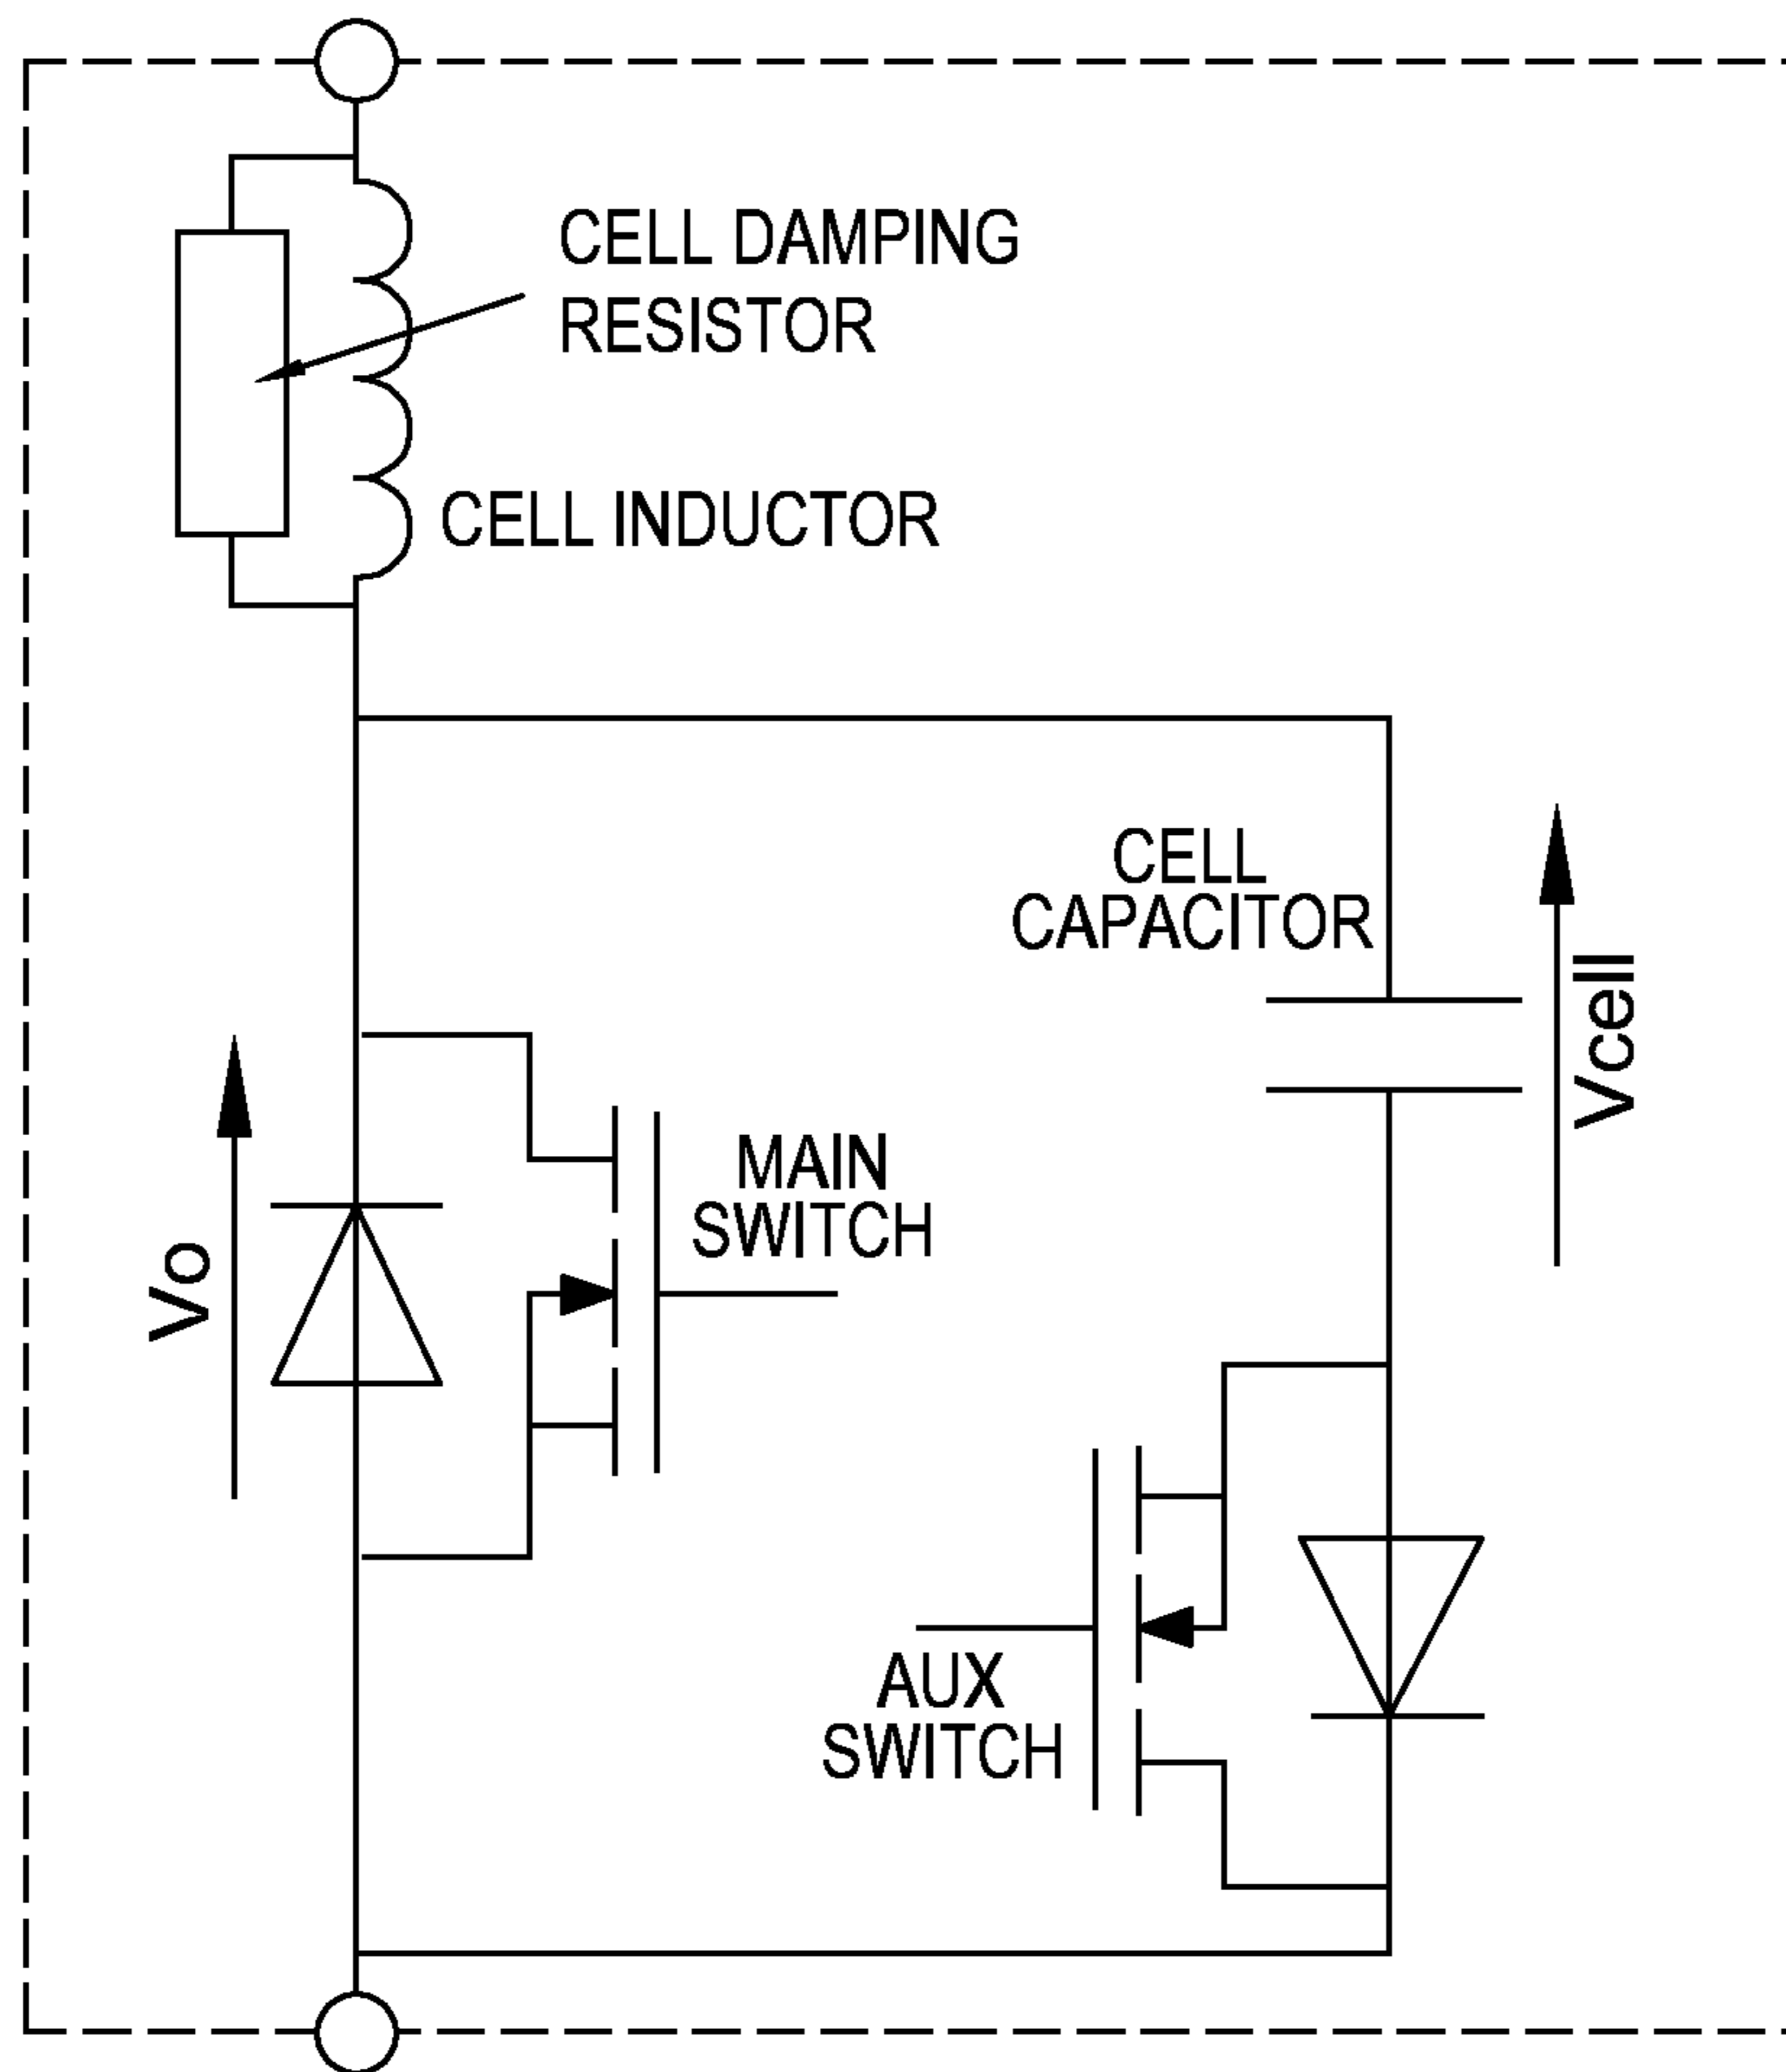 CELL DAMPING
RESISTOR
CELL INDUCTOR
CELL
CAPACITOR
Vcell
MAIN
SWITCH
Vo
AUX
SWITCH